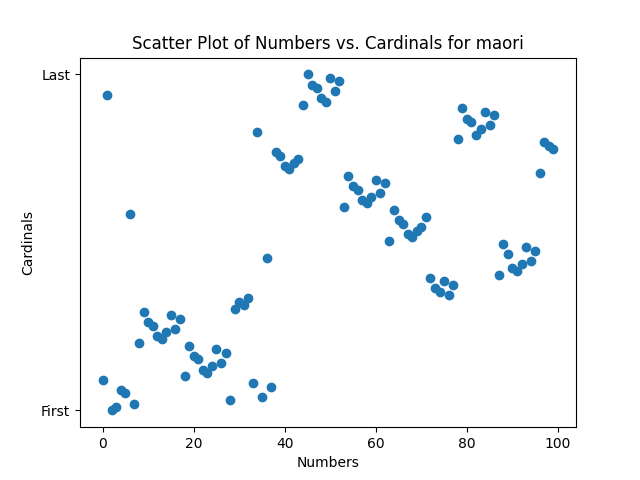 Scatter Plot of Numbers vs. Cardinals for maori
Last
Cardinals
First
0 20 40 60 80 100
Numbers